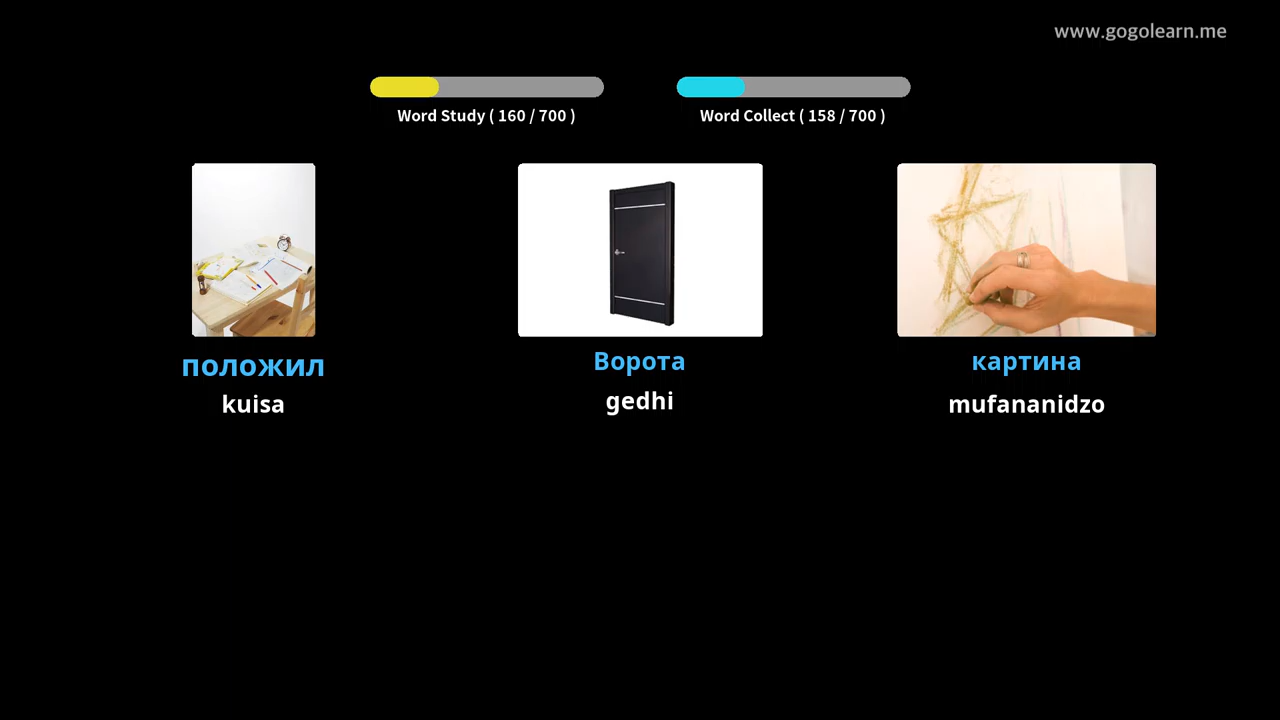 www.gogolearn.me
Word Study ( 160 / 700 )
Word Collect ( 158 / 700 )
положил
kuisa
Ворота
gedhi
картина
mufananidzo